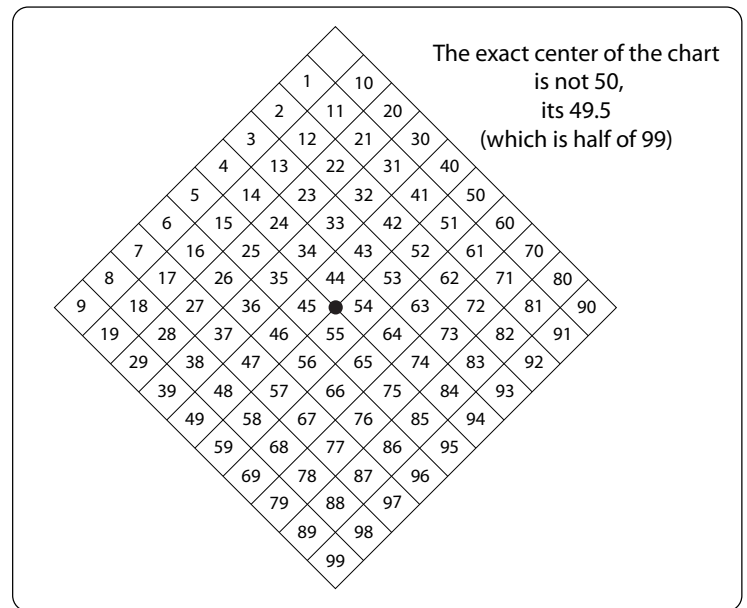 The exact center of the chart
is not 50,
its 49.5
(which is half of 99)
1 10
2 11 20
3 12 21 30
4 13 22 31 40
5 14 23 32 41 50
6 15 24 33 42 51 60
7 16 25 34 43 52 61 70
8 17 26 35 44 53 62 71 80
9 18 27 36 45 54 63 72 81 90
19 28 37 46 55 64 73 82 91
29 38 47 56 65 74 83 92
39 48 57 66 75 84 93
49 58 67 76 85 94
59 68 77 86 95
69 78 87 96
79 88 97
89 98
99